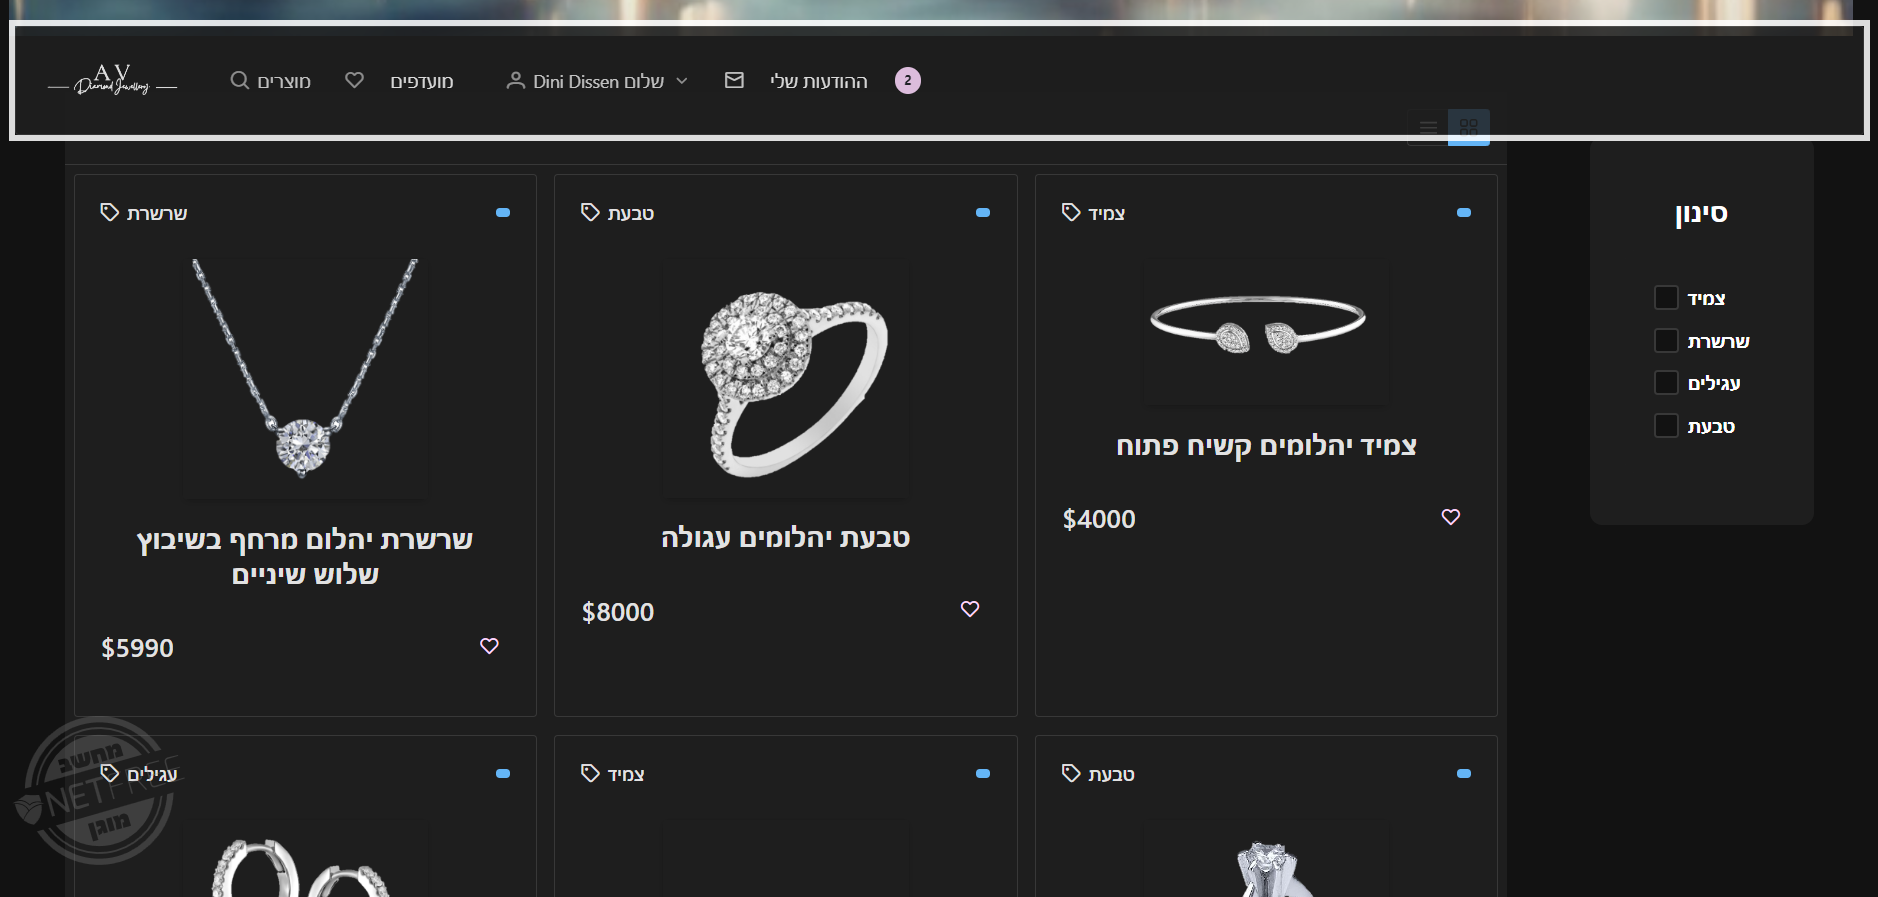 AV
Diamond Jewellery
מוצרים
מועדפים
שלום Dini Dissen
ההודעות שלי
2
סינון
צמיד
שרשרת
עגילים
טבעת
צמיד
צמיד יהלומים קשיח פתוח
$4000
טבעת
טבעת יהלומים עגולה
$8000
שרשרת
שרשרת יהלום מרחף בשיבוץ
שלוש שיניים
$5990
טבעת
צמיד
עגילים
מחשב
NETFREE
מוגן